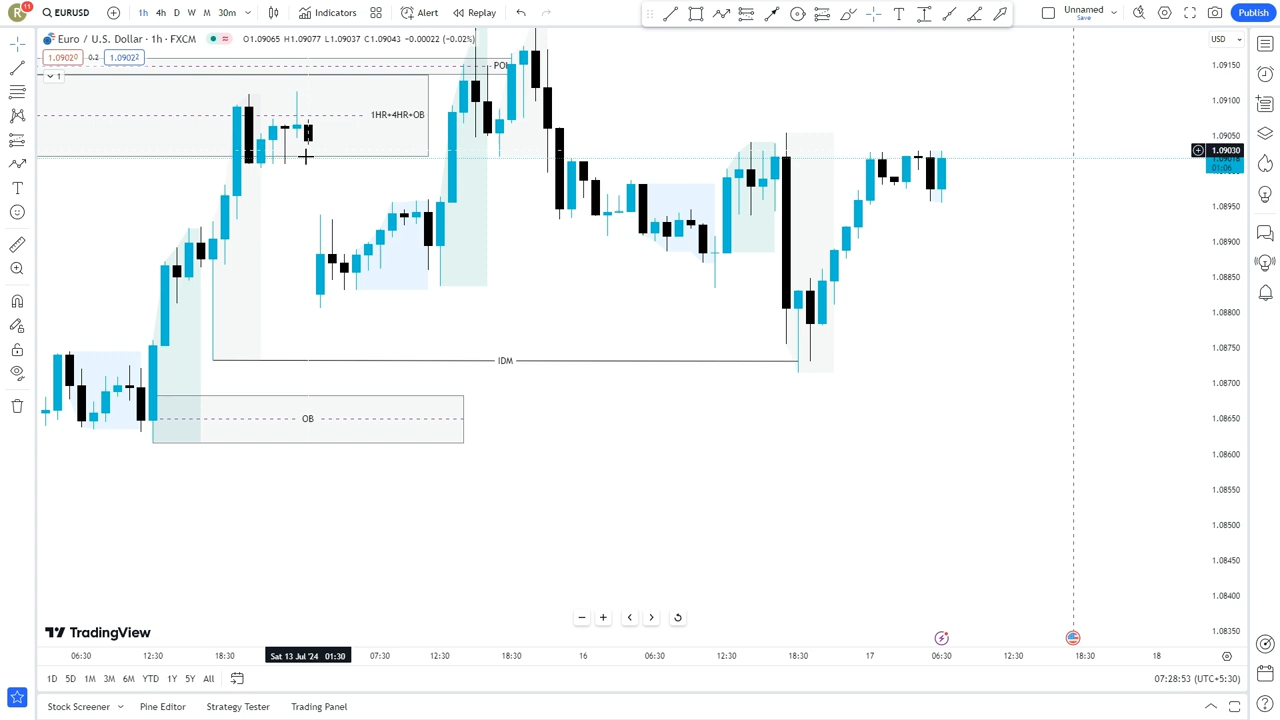 R 11 EURUSD 1h 4h D W M 30m Indicators Alert Replay Unnamed Save Publish
Euro / U.S. Dollar · 1h · FXCM O1.09065 H1.09077 L1.09037 C1.09043 −0.00022 (−0.02%) USD
1.09020 0.2 1.09022
1
1.09150
1HR+4HR+OB
1.09100
1.09050
1.09030
01:06
1.08950
1.08900
1.08850
1.08800
IDM
1.08750
1.08700
OB
1.08650
1.08600
1.08550
1.08500
1.08450
1.08400
1.08350
TradingView
06:30 12:30 18:30 Sat 13 Jul '24 01:30 07:30 12:30 18:30 16 06:30 12:30 18:30 17 06:30 12:30 18:30 18
1D 5D 1M 3M 6M YTD 1Y 5Y All 07:28:53 (UTC+5:30)
Stock Screener Pine Editor Strategy Tester Trading Panel